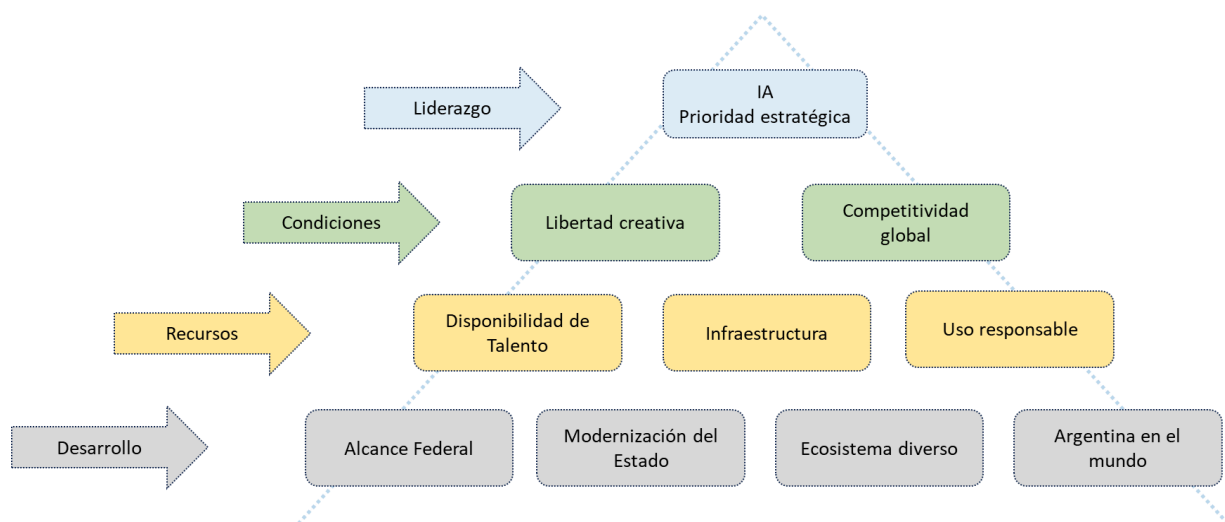 Liderazgo
IA
Prioridad estratégica
Condiciones
Libertad creativa
Competitividad
global
Recursos
Disponibilidad de
Talento
Infraestructura
Uso responsable
Desarrollo
Alcance Federal
Modernización del
Estado
Ecosistema diverso
Argentina en el
mundo